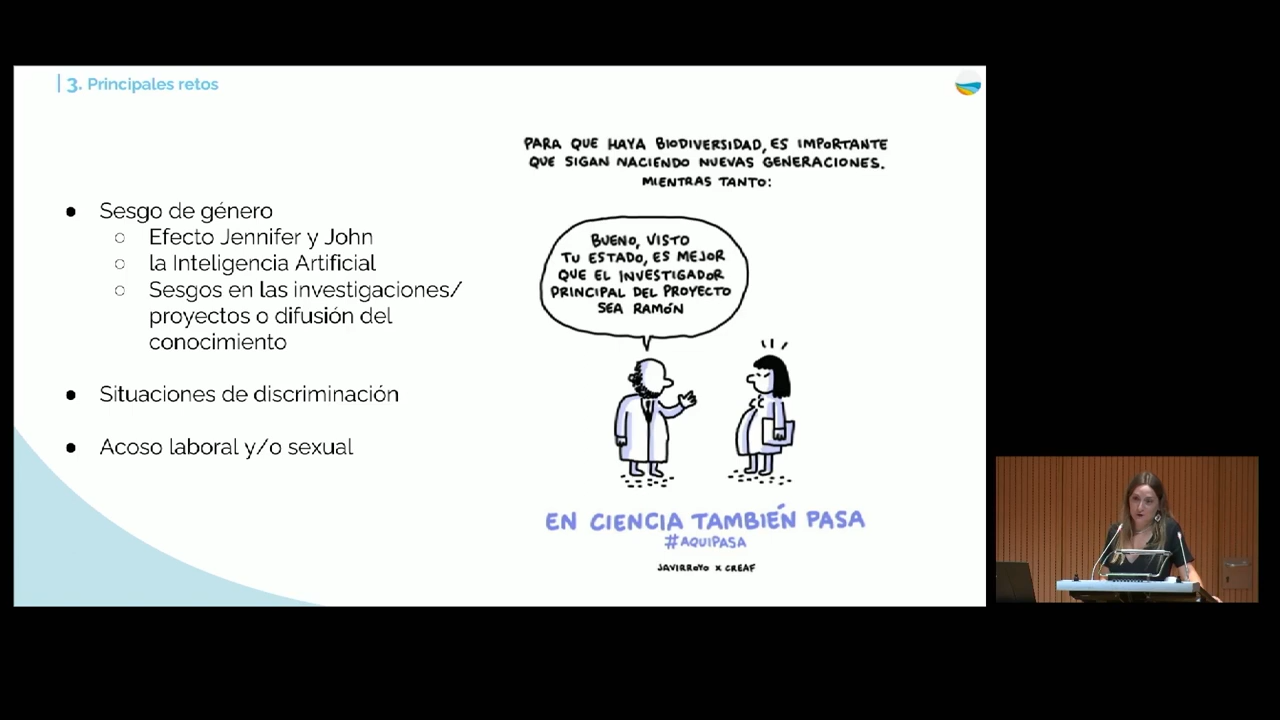 | 3. Principales retos
● Sesgo de género
○ Efecto Jennifer y John
○ la Inteligencia Artificial
○ Sesgos en las investigaciones/
proyectos o difusión del
conocimiento
● Situaciones de discriminación
● Acoso laboral y/o sexual
PARA QUE HAYA BIODIVERSIDAD, ES IMPORTANTE
QUE SIGAN NACIENDO NUEVAS GENERACIONES.
MIENTRAS TANTO:
BUENO, VISTO
TU ESTADO, ES MEJOR
QUE EL INVESTIGADOR
PRINCIPAL DEL PROYECTO
SEA RAMÓN
EN CIENCIA TAMBIÉN PASA
#AQUIPASA
JAVIRROYO X CREAF